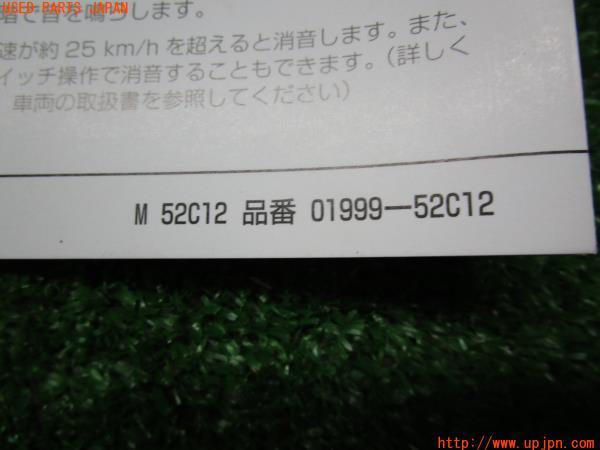 USED PARTS JAPAN
音を鳴らします。
速が約 25 km/h を超えると消音します。また、
イッチ操作で消音することもできます。（詳しく
車両の取扱書を参照してください）
M 52C12 品番 01999－52C12
http://www.upjpn.com